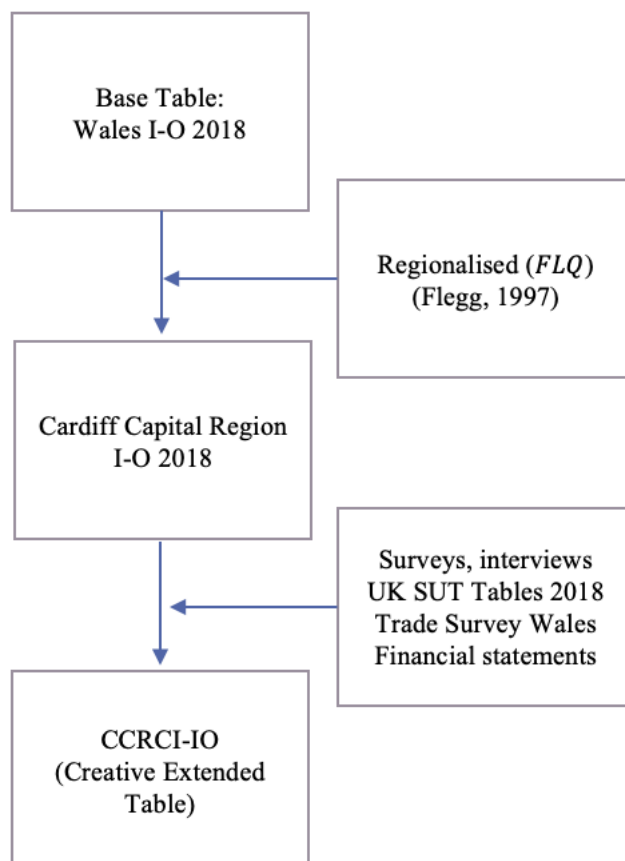 Base Table:
Wales I-O 2018
Regionalised (FLQ)
(Flegg, 1997)
Cardiff Capital Region
I-O 2018
Surveys, interviews
UK SUT Tables 2018
Trade Survey Wales
Financial statements
CCRCI-IO
(Creative Extended
Table)